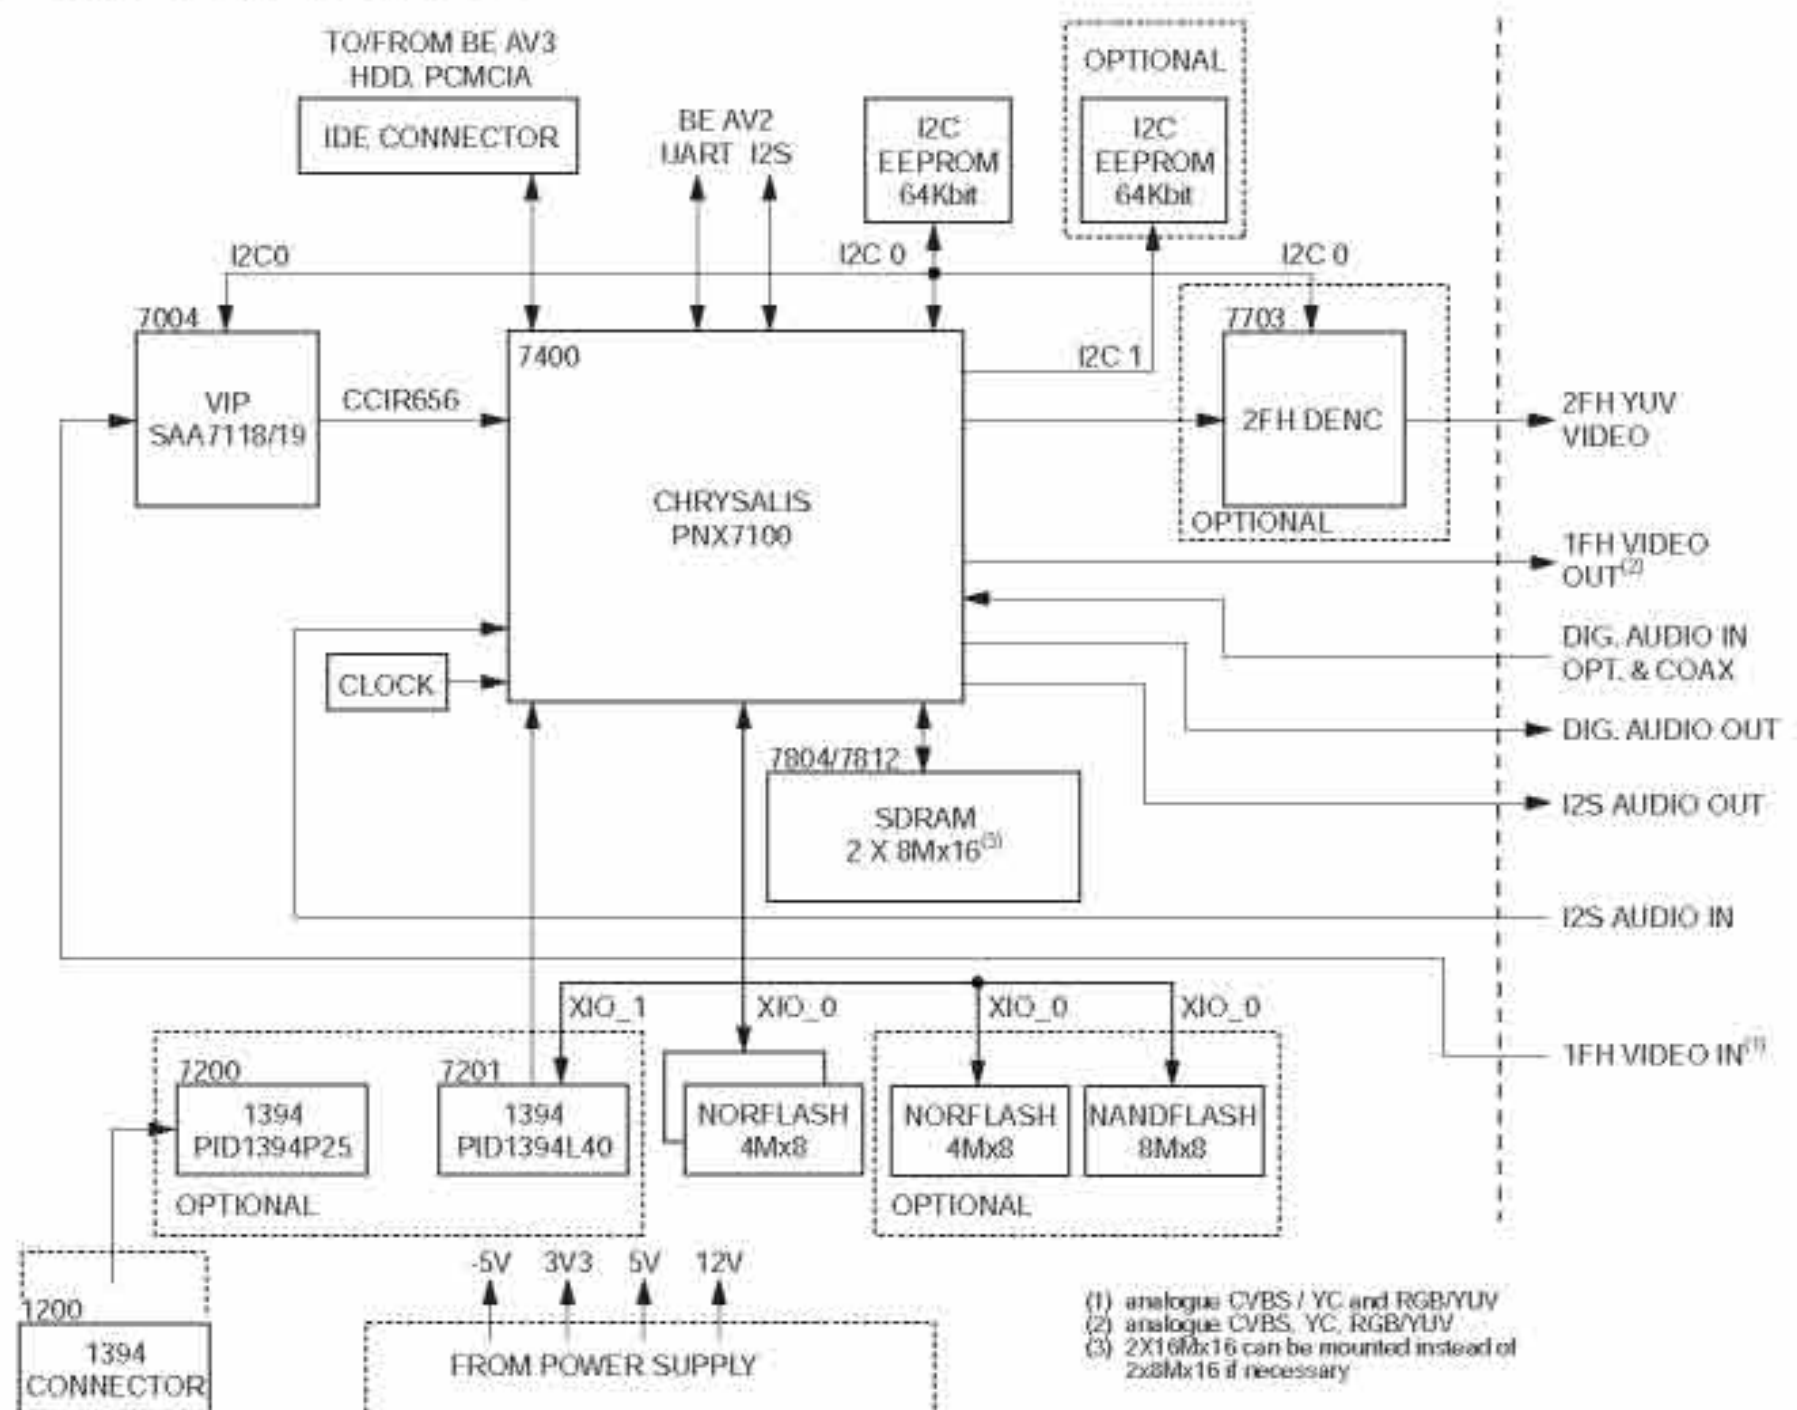 TO/FROM BE AV3
HDD, PCMCIA
IDE CONNECTOR
BE AV2
UART I2S
I2C
EEPROM
64Kbit
OPTIONAL
I2C
EEPROM
64Kbit
I2C0
I2C 0
I2C 0
7004
VIP
SAA7118/19
CCIR656
7400
CHRYSALIS
PNX7100
I2C 1
7703
2FH DENC
OPTIONAL
2FH YUV
VIDEO
1FH VIDEO
OUT(2)
DIG. AUDIO IN
OPT. & COAX
DIG. AUDIO OUT
I2S AUDIO OUT
I2S AUDIO IN
1FH VIDEO IN(1)
CLOCK
7804/7812
SDRAM
2 X 8Mx16(3)
XIO_1
XIO_0
XIO_0
XIO_0
7200
1394
PID1394P25
7201
1394
PID1394L40
OPTIONAL
NORFLASH
4Mx8
NORFLASH
4Mx8
NANDFLASH
8Mx8
OPTIONAL
-5V 3V3 5V 12V
FROM POWER SUPPLY
1200
1394
CONNECTOR
(1) analogue CVBS / YC and RGB/YUV
(2) analogue CVBS, YC, RGB/YUV
(3) 2X16Mx16 can be mounted instead of
2x8Mx16 if necessary